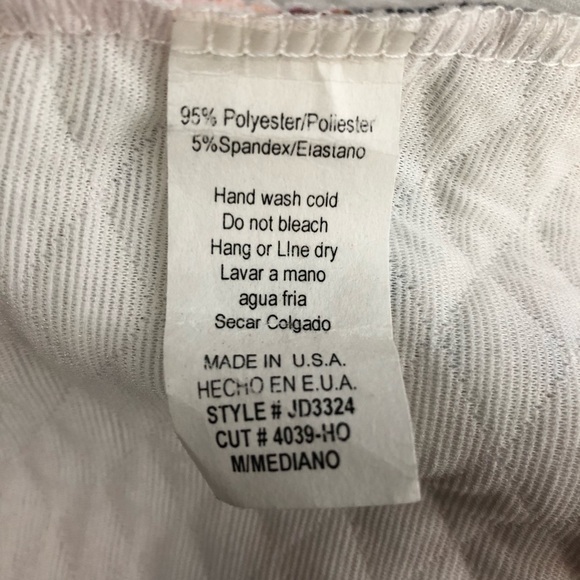 95% Polyester/Poliester
5%Spandex/Elastano
Hand wash cold
Do not bleach
Hang or LIne dry
Lavar a mano
agua fria
Secar Colgado
MADE IN U.S.A.
HECHO EN E.U.A.
STYLE # JD3324
CUT # 4039-HO
M/MEDIANO